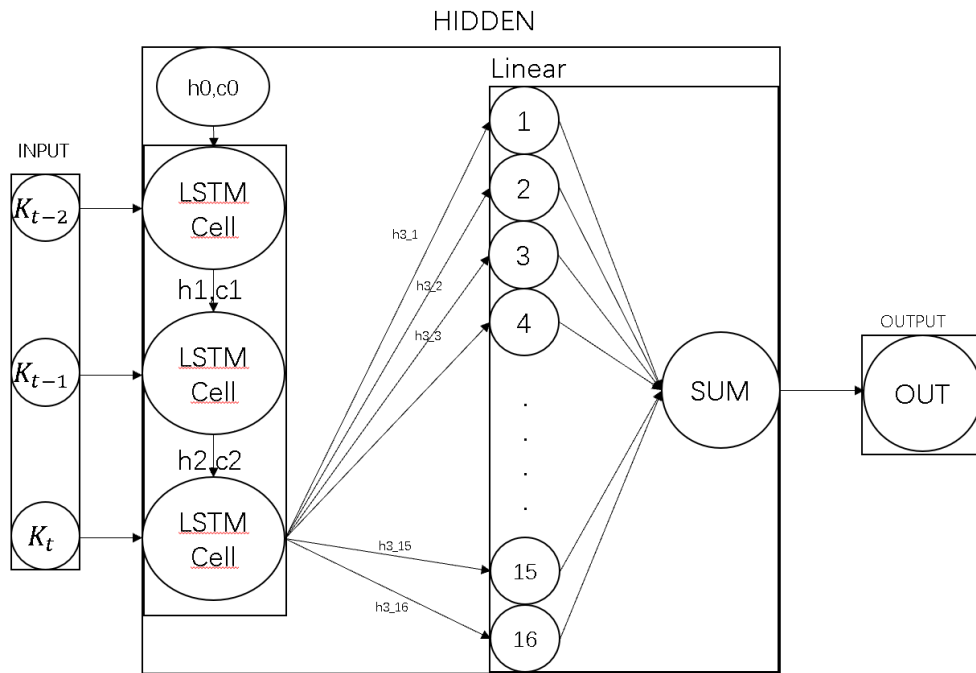 HIDDEN
h0,c0
Linear
INPUT
K_{t-2}
LSTM
Cell
h1,c1
K_{t-1}
LSTM
Cell
h2,c2
K_t
LSTM
Cell
h3_1
h3_2
h3_3
h3_15
h3_16
1
2
3
4
.
.
.
.
15
16
SUM
OUTPUT
OUT